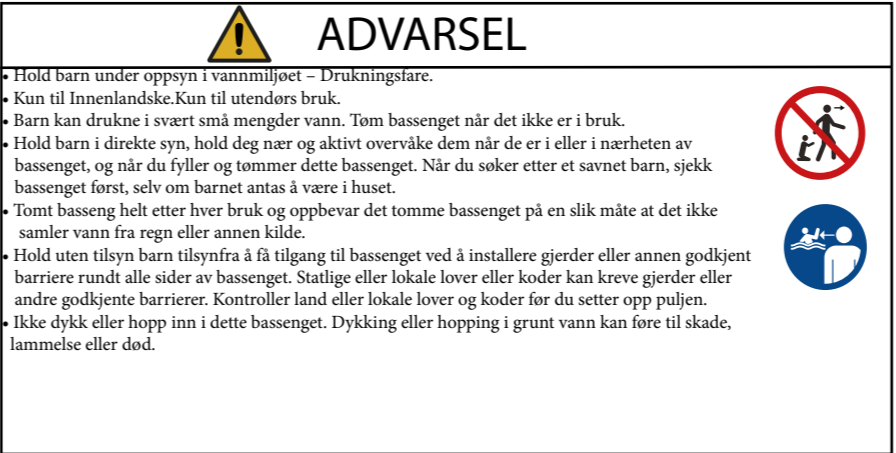 ADVARSEL
• Hold barn under oppsyn i vannmiljøet – Drukningsfare.
• Kun til Innenlandske.Kun til utendørs bruk.
• Barn kan drukne i svært små mengder vann. Tøm bassenget når det ikke er i bruk.
• Hold barn i direkte syn, hold deg nær og aktivt overvåke dem når de er i eller i nærheten av
bassenget, og når du fyller og tømmer dette bassenget. Når du søker etter et savnet barn, sjekk
bassenget først, selv om barnet antas å være i huset.
• Tomt basseng helt etter hver bruk og oppbevar det tomme bassenget på en slik måte at det ikke
samler vann fra regn eller annen kilde.
• Hold uten tilsyn barn tilsynfra å få tilgang til bassenget ved å installere gjerder eller annen godkjent
barriere rundt alle sider av bassenget. Statlige eller lokale lover eller koder kan kreve gjerder eller
andre godkjente barrierer. Kontroller land eller lokale lover og koder før du setter opp puljen.
• Ikke dykk eller hopp inn i dette bassenget. Dykking eller hopping i grunt vann kan føre til skade,
lammelse eller død.